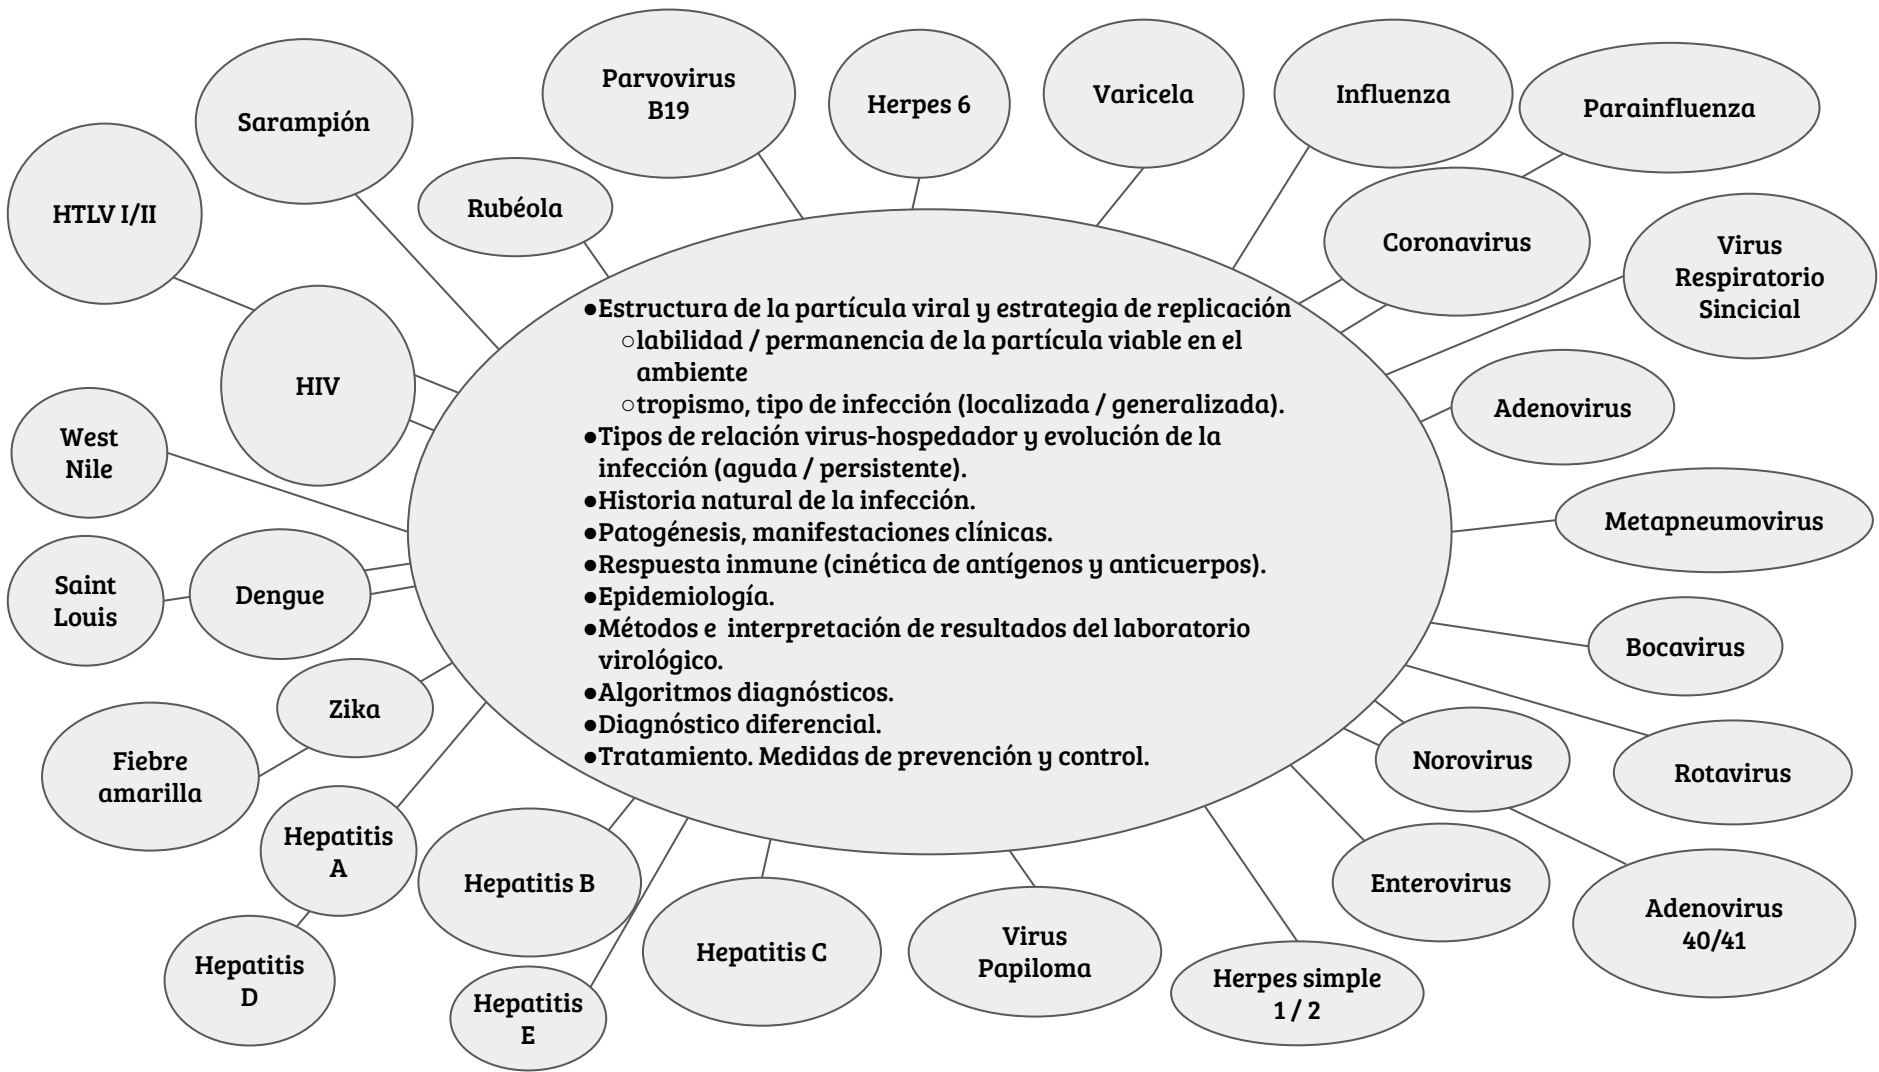 Parvovirus
B19
Herpes 6
Varicela
Influenza
Parainfluenza
Sarampión
Rubéola
HTLV I/II
Coronavirus
Virus
Respiratorio
Sincicial
HIV
Adenovirus
West
Nile
Metapneumovirus
Saint
Louis
Dengue
Bocavirus
Zika
Fiebre
amarilla
Norovirus
Rotavirus
Hepatitis
A
Hepatitis B
Enterovirus
Adenovirus
40/41
Hepatitis
D
Hepatitis
E
Hepatitis C
Virus
Papiloma
Herpes simple
1 / 2
●Estructura de la partícula viral y estrategia de replicación
○labilidad / permanencia de la partícula viable en el
ambiente
○tropismo, tipo de infección (localizada / generalizada).
●Tipos de relación virus-hospedador y evolución de la
infección (aguda / persistente).
●Historia natural de la infección.
●Patogénesis, manifestaciones clínicas.
●Respuesta inmune (cinética de antígenos y anticuerpos).
●Epidemiología.
●Métodos e  interpretación de resultados del laboratorio
virológico.
●Algoritmos diagnósticos.
●Diagnóstico diferencial.
●Tratamiento. Medidas de prevención y control.